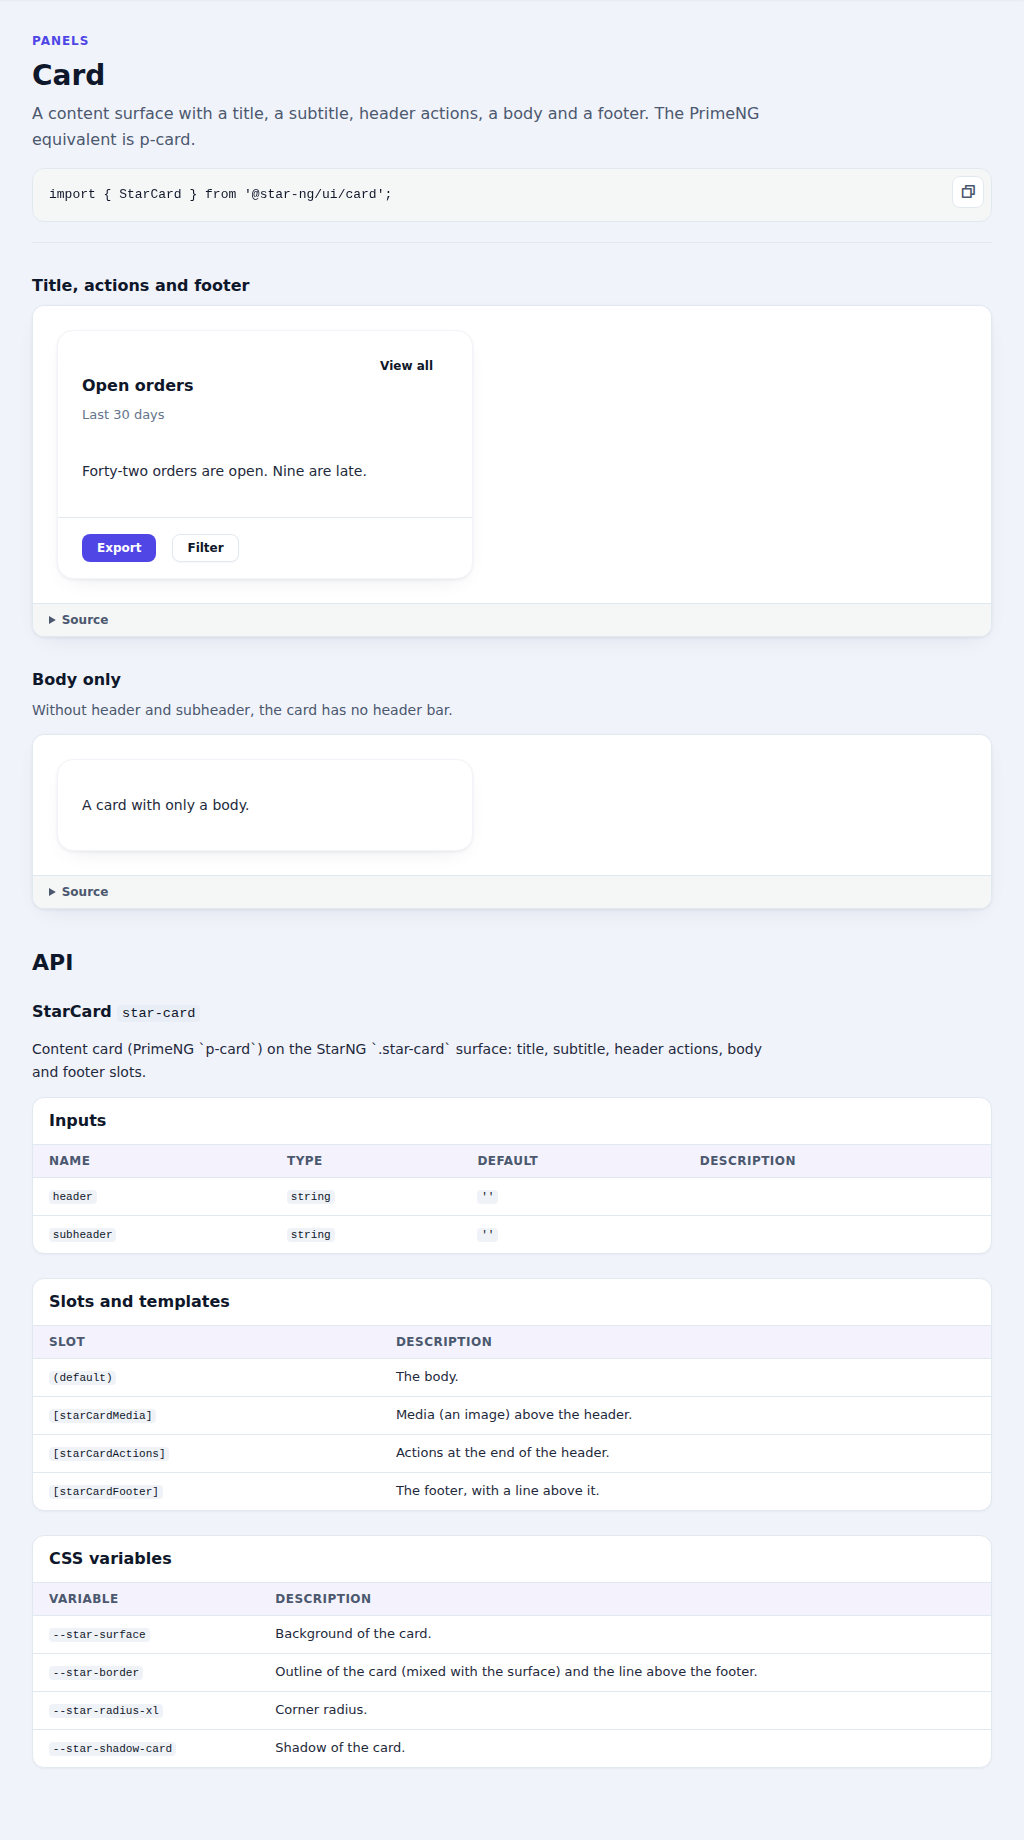 PANELS
Card
A content surface with a title, a subtitle, header actions, a body and a footer. The PrimeNG
equivalent is p-card.
import { StarCard } from '@star-ng/ui/card';
Title, actions and footer
View all
Open orders
Last 30 days
Forty-two orders are open. Nine are late.
Export Filter
Source
Body only
Without header and subheader, the card has no header bar.
A card with only a body.
Source
API
StarCard star-card
Content card (PrimeNG `p-card`) on the StarNG `.star-card` surface: title, subtitle, header actions, body
and footer slots.
Inputs
NAME TYPE DEFAULT DESCRIPTION
header string ''
subheader string ''
Slots and templates
SLOT DESCRIPTION
(default) The body.
[starCardMedia] Media (an image) above the header.
[starCardActions] Actions at the end of the header.
[starCardFooter] The footer, with a line above it.
CSS variables
VARIABLE DESCRIPTION
--star-surface Background of the card.
--star-border Outline of the card (mixed with the surface) and the line above the footer.
--star-radius-xl Corner radius.
--star-shadow-card Shadow of the card.